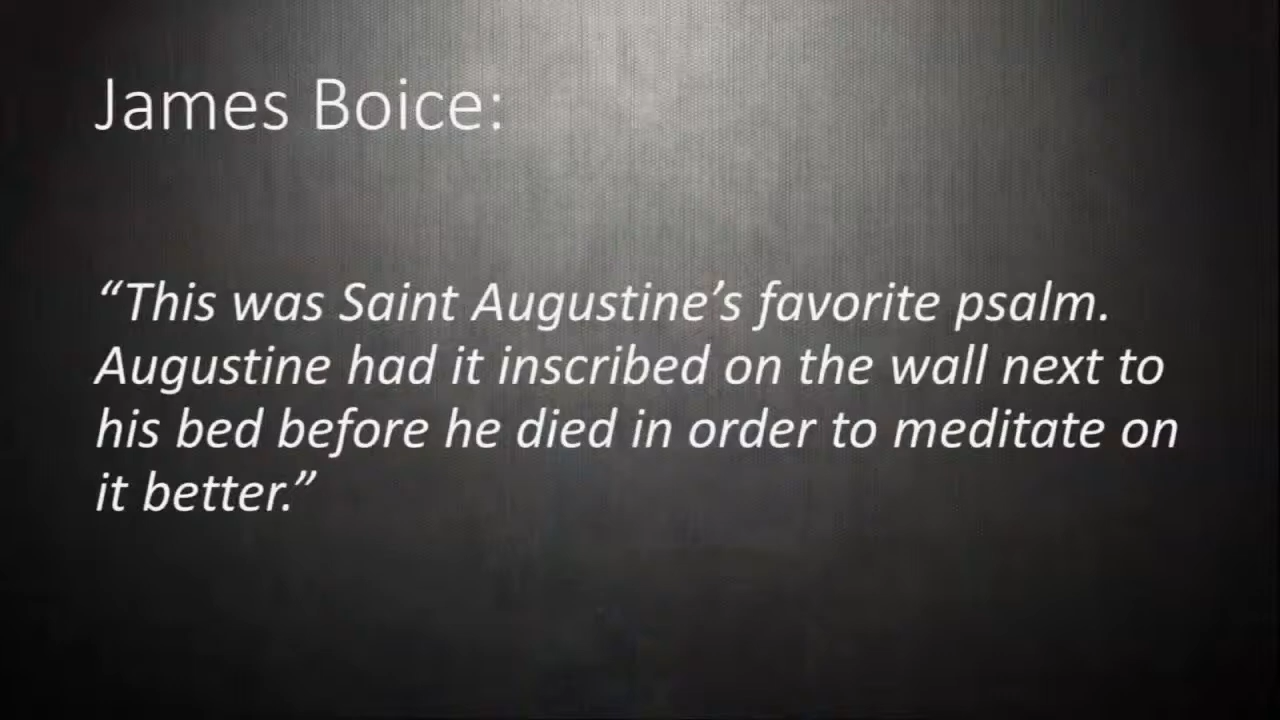 James Boice:
“This was Saint Augustine’s favorite psalm.
Augustine had it inscribed on the wall next to
his bed before he died in order to meditate on
it better.”